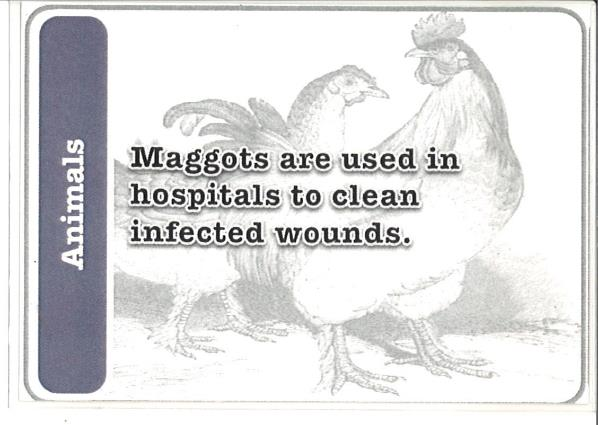 Animals
Maggots are used in
hospitals to clean
infected wounds.